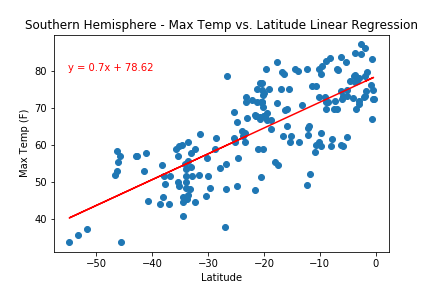 Southern Hemisphere - Max Temp vs. Latitude Linear Regression
y = 0.7x + 78.62
Max Temp (F)
80
70
60
50
40
−50
−40
−30
−20
−10
0
Latitude